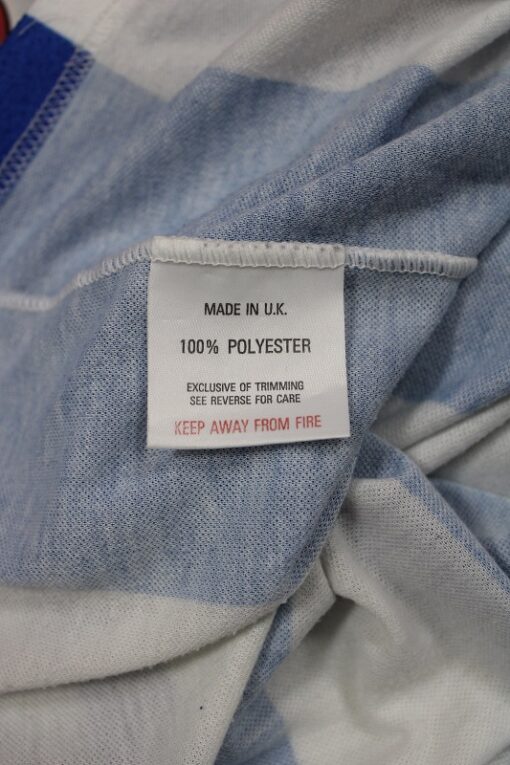 MADE IN U.K.
100% POLYESTER
EXCLUSIVE OF TRIMMING
SEE REVERSE FOR CARE
KEEP AWAY FROM FIRE